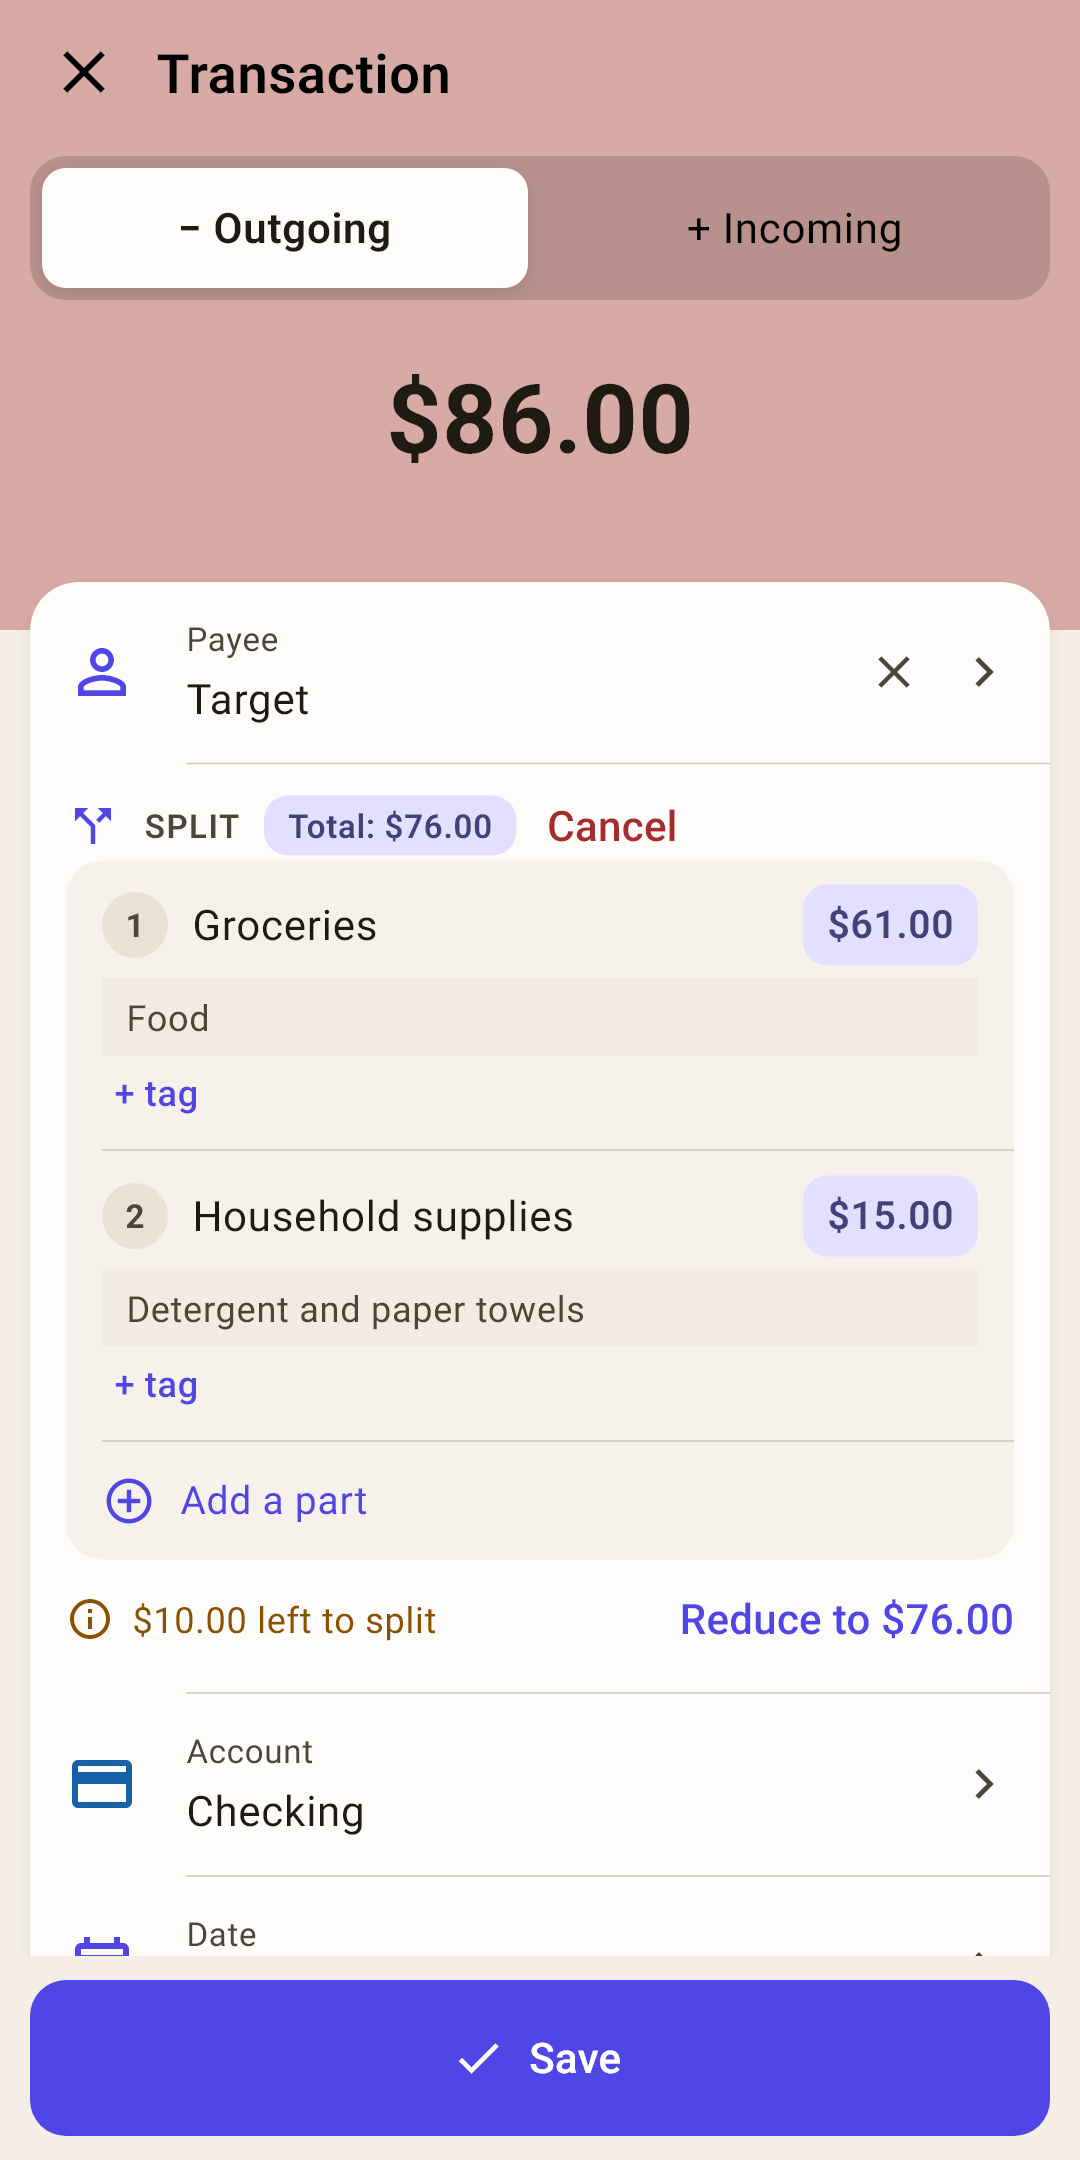 Transaction
− Outgoing
+ Incoming
$86.00
Payee
Target
SPLIT
Total: $76.00
Cancel
1
Groceries
$61.00
Food
+ tag
2
Household supplies
$15.00
Detergent and paper towels
+ tag
Add a part
$10.00 left to split
Reduce to $76.00
Account
Checking
Date
Save